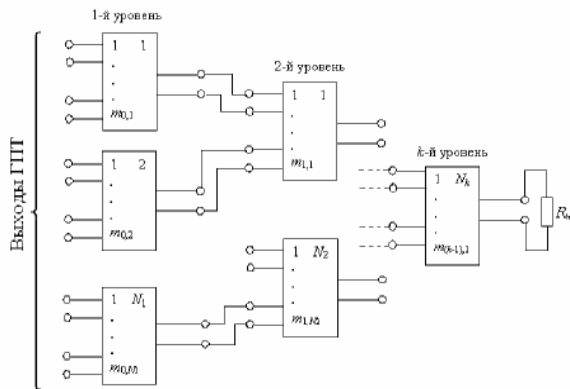 1-й уровень
Выходы ГПТ
1 1
m₀,₁
1 2
m₀,₂
1 N₁
m₀,N₁
2-й уровень
1 1
m₁,₁
1 N₂
m₁,N₂
k-й уровень
1 Nₖ
m₍ₖ₋₁₎,₁